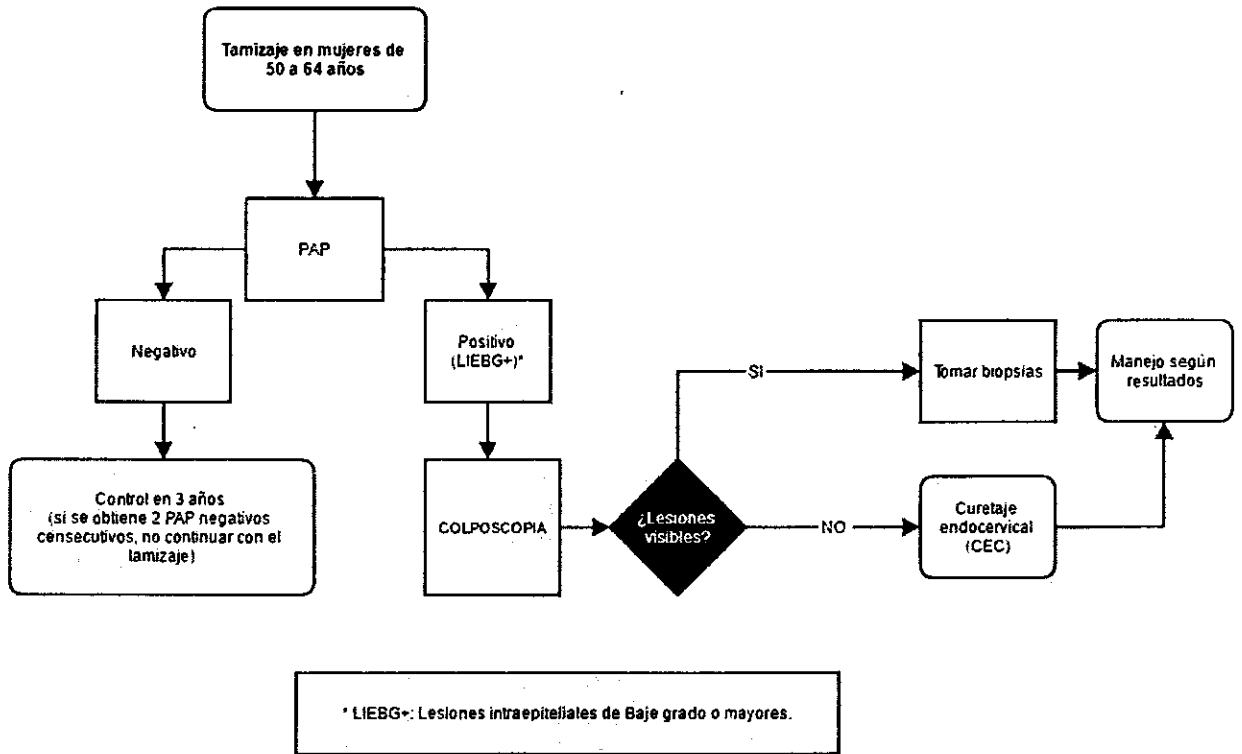 Tamizaje en mujeres de
50 a 64 años
PAP
Negativo
Positivo
(LIEBG+)*
Control en 3 años
(si se obtiene 2 PAP negativos
censecutivos, no continuar con el
tamizaje)
COLPOSCOPIA
¿Lesiones
visibles?
SI
Tomar biopsias
Manejo según
resultados
NO
Curetaje
endocervical
(CEC)
* LIEBG+: Lesiones intraepiteliales de Baje grado o mayores.